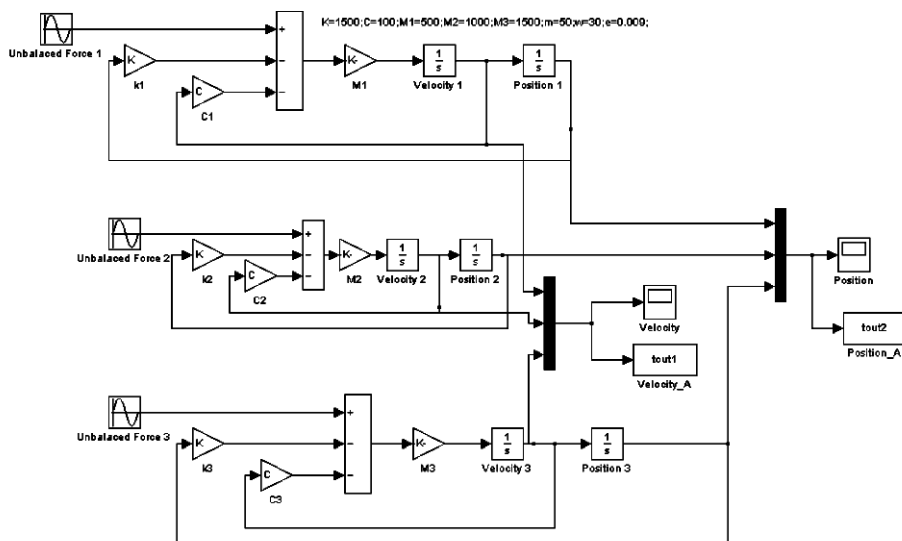 K=1500;C=100;M1=500;M2=1000;M3=1500;m=50;w=30;e=0.009;
Unbalaced Force 1
K
k1
C
C1
+
−
−
K-
M1
1
s
Velocity 1
1
s
Position 1
Unbalaced Force 2
K
k2
C
C2
+
−
−
K-
M2
1
s
Velocity 2
1
s
Position 2
Velocity
tout1
Velocity_A
Position
tout2
Position_A
Unbalaced Force 3
K
k3
C
C3
+
−
−
K-
M3
1
s
Velocity 3
1
s
Position 3